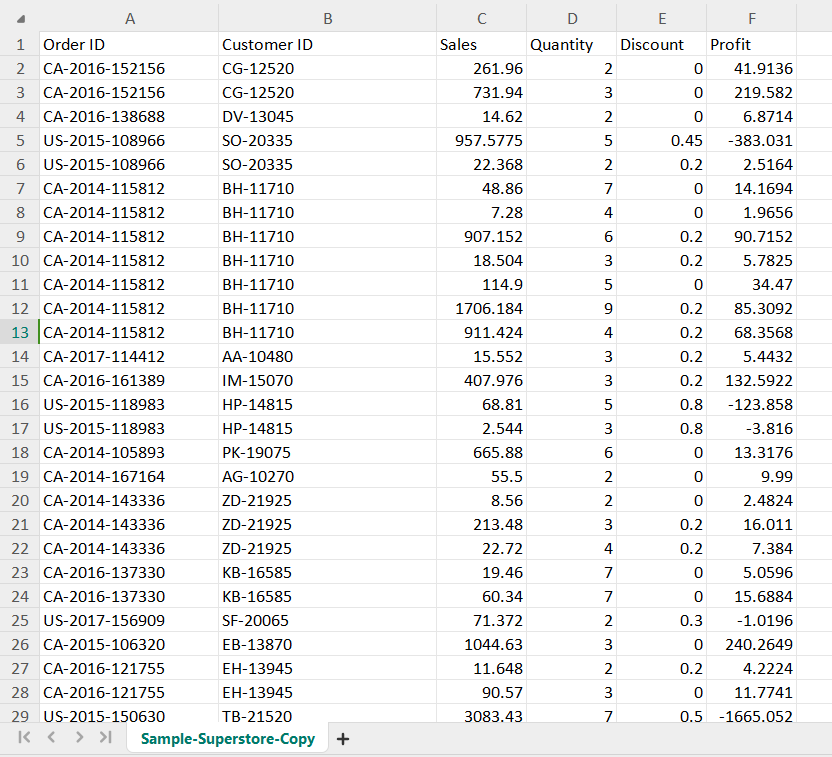 A B C D E F
1 Order ID Customer ID Sales Quantity Discount Profit
2 CA-2016-152156 CG-12520 261.96 2 0 41.9136
3 CA-2016-152156 CG-12520 731.94 3 0 219.582
4 CA-2016-138688 DV-13045 14.62 2 0 6.8714
5 US-2015-108966 SO-20335 957.5775 5 0.45 -383.031
6 US-2015-108966 SO-20335 22.368 2 0.2 2.5164
7 CA-2014-115812 BH-11710 48.86 7 0 14.1694
8 CA-2014-115812 BH-11710 7.28 4 0 1.9656
9 CA-2014-115812 BH-11710 907.152 6 0.2 90.7152
10 CA-2014-115812 BH-11710 18.504 3 0.2 5.7825
11 CA-2014-115812 BH-11710 114.9 5 0 34.47
12 CA-2014-115812 BH-11710 1706.184 9 0.2 85.3092
13 CA-2014-115812 BH-11710 911.424 4 0.2 68.3568
14 CA-2017-114412 AA-10480 15.552 3 0.2 5.4432
15 CA-2016-161389 IM-15070 407.976 3 0.2 132.5922
16 US-2015-118983 HP-14815 68.81 5 0.8 -123.858
17 US-2015-118983 HP-14815 2.544 3 0.8 -3.816
18 CA-2014-105893 PK-19075 665.88 6 0 13.3176
19 CA-2014-167164 AG-10270 55.5 2 0 9.99
20 CA-2014-143336 ZD-21925 8.56 2 0 2.4824
21 CA-2014-143336 ZD-21925 213.48 3 0.2 16.011
22 CA-2014-143336 ZD-21925 22.72 4 0.2 7.384
23 CA-2016-137330 KB-16585 19.46 7 0 5.0596
24 CA-2016-137330 KB-16585 60.34 7 0 15.6884
25 US-2017-156909 SF-20065 71.372 2 0.3 -1.0196
26 CA-2015-106320 EB-13870 1044.63 3 0 240.2649
27 CA-2016-121755 EH-13945 11.648 2 0.2 4.2224
28 CA-2016-121755 EH-13945 90.57 3 0 11.7741
29 US-2015-150630 TB-21520 3083.43 7 0.5 -1665.052
Sample-Superstore-Copy +